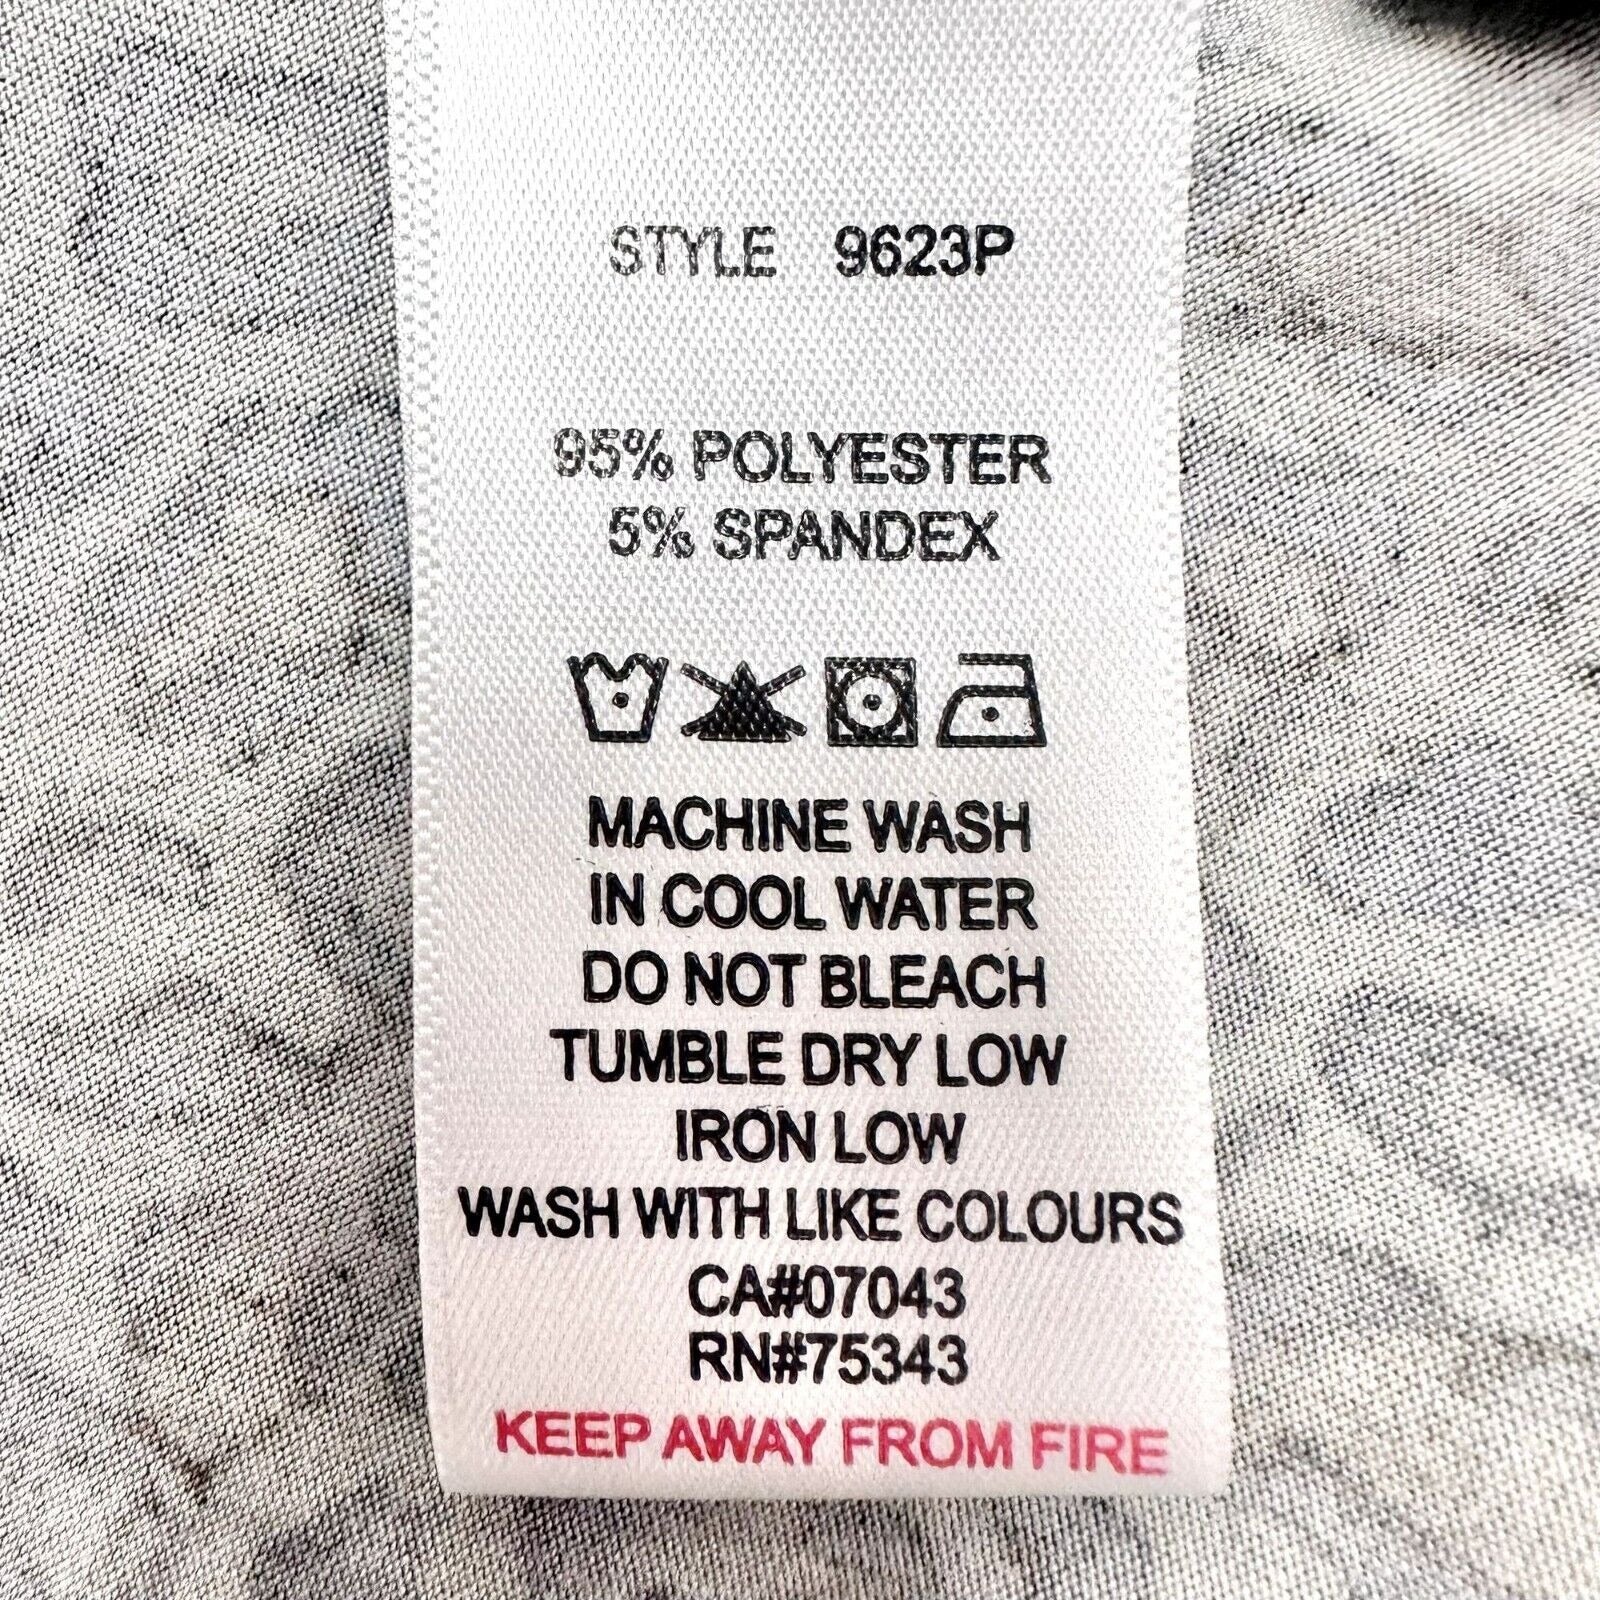 STYLE 9623P
95% POLYESTER
5% SPANDEX
MACHINE WASH
IN COOL WATER
DO NOT BLEACH
TUMBLE DRY LOW
IRON LOW
WASH WITH LIKE COLOURS
CA#07043
RN#75343
KEEP AWAY FROM FIRE